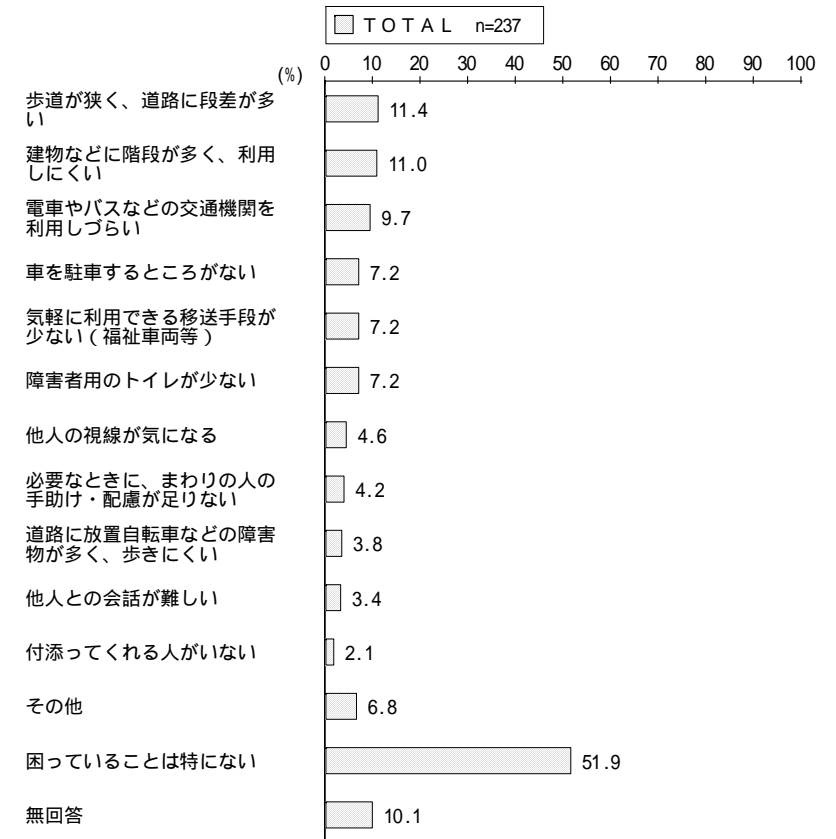 TOTAL n=237
(%)
0 10 20 30 40 50 60 70 80 90 100
歩道が狭く、道路に段差が多
い
11.4
建物などに階段が多く、利用
しにくい
11.0
電車やバスなどの交通機関を
利用しづらい
9.7
車を駐車するところがない
7.2
気軽に利用できる移送手段が
少ない(福祉車両等)
7.2
障害者用のトイレが少ない
7.2
他人の視線が気になる
4.6
必要なときに、まわりの人の
手助け・配慮が足りない
4.2
道路に放置自転車などの障害
物が多く、歩きにくい
3.8
他人との会話が難しい
3.4
付添ってくれる人がいない
2.1
その他
6.8
困っていることは特にない
51.9
無回答
10.1